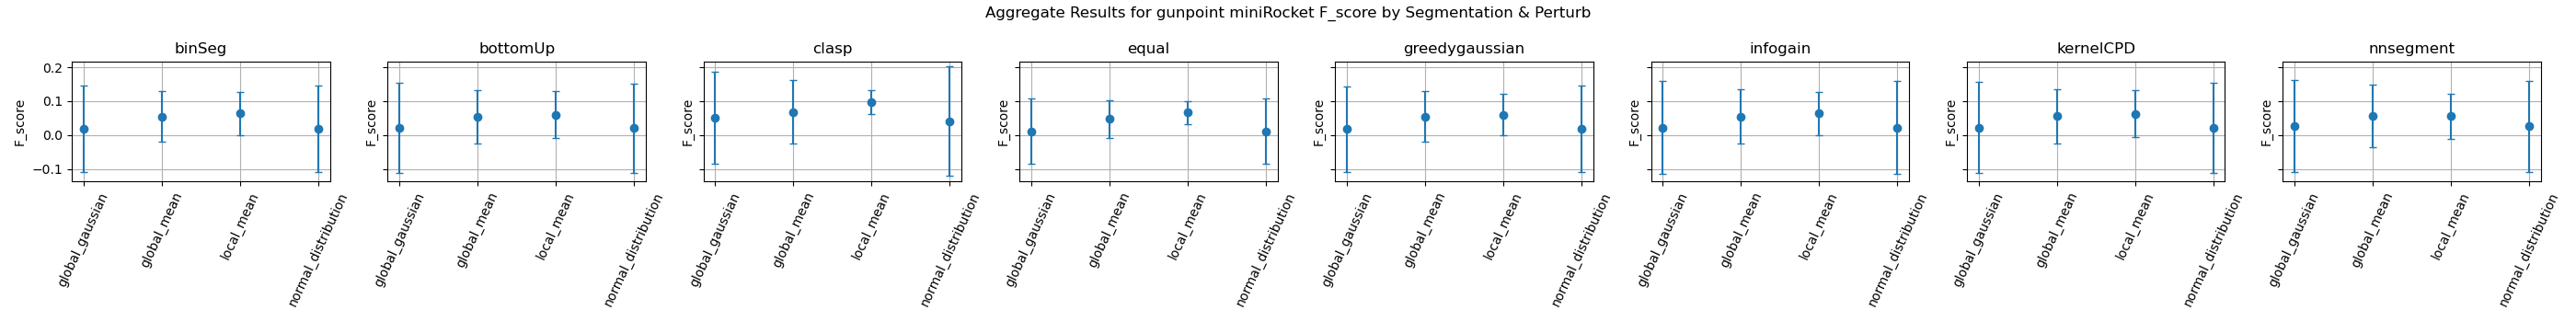 Aggregate Results for gunpoint miniRocket F_score by Segmentation & Perturb
binSeg
F_score
0.2
0.1
0.0
−0.1
global_gaussian
global_mean
local_mean
normal_distribution
bottomUp
F_score
global_gaussian
global_mean
local_mean
normal_distribution
clasp
F_score
global_gaussian
global_mean
local_mean
normal_distribution
equal
F_score
global_gaussian
global_mean
local_mean
normal_distribution
greedygaussian
F_score
global_gaussian
global_mean
local_mean
normal_distribution
infogain
F_score
global_gaussian
global_mean
local_mean
normal_distribution
kernelCPD
F_score
global_gaussian
global_mean
local_mean
normal_distribution
nnsegment
F_score
global_gaussian
global_mean
local_mean
normal_distribution